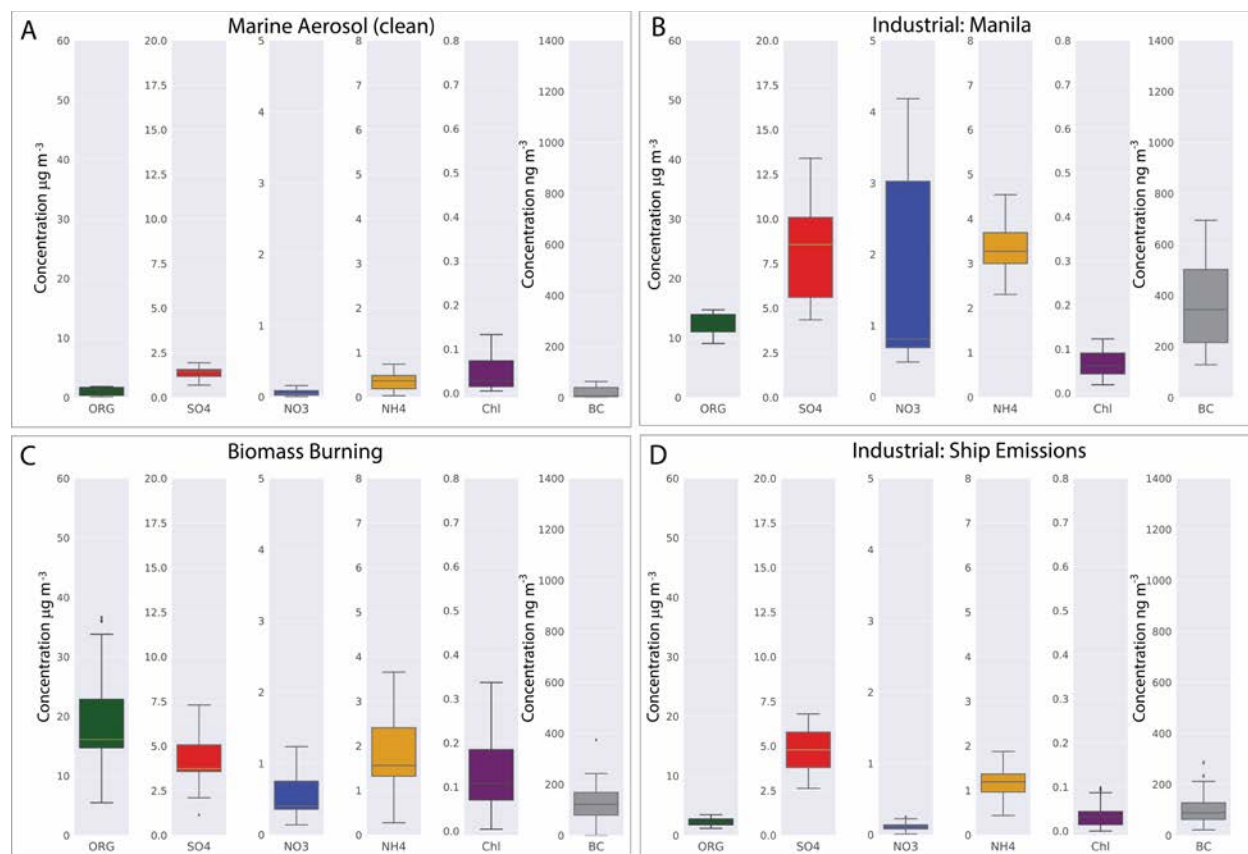 A
Marine Aerosol (clean)
Concentration µg m-3
60 50 40 30 20 10 0
ORG
20.0 17.5 15.0 12.5 10.0 7.5 5.0 2.5 0.0
SO4
5 4 3 2 1 0
NO3
8 7 6 5 4 3 2 1 0
NH4
0.8 0.7 0.6 0.5 0.4 0.3 0.2 0.1 0.0
Chl
Concentration ng m-3
1400 1200 1000 800 600 400 200 0
BC
B
Industrial: Manila
Concentration µg m-3
60 50 40 30 20 10 0
ORG
20.0 17.5 15.0 12.5 10.0 7.5 5.0 2.5 0.0
SO4
5 4 3 2 1 0
NO3
8 7 6 5 4 3 2 1 0
NH4
0.8 0.7 0.6 0.5 0.4 0.3 0.2 0.1 0.0
Chl
Concentration ng m-3
1400 1200 1000 800 600 400 200 0
BC
C
Biomass Burning
Concentration µg m-3
60 50 40 30 20 10 0
ORG
20.0 17.5 15.0 12.5 10.0 7.5 5.0 2.5 0.0
SO4
5 4 3 2 1 0
NO3
8 7 6 5 4 3 2 1 0
NH4
0.8 0.7 0.6 0.5 0.4 0.3 0.2 0.1 0.0
Chl
Concentration ng m-3
1400 1200 1000 800 600 400 200 0
BC
D
Industrial: Ship Emissions
Concentration µg m-3
60 50 40 30 20 10 0
ORG
20.0 17.5 15.0 12.5 10.0 7.5 5.0 2.5 0.0
SO4
5 4 3 2 1 0
NO3
8 7 6 5 4 3 2 1 0
NH4
0.8 0.7 0.6 0.5 0.4 0.3 0.2 0.1 0.0
Chl
Concentration ng m-3
1400 1200 1000 800 600 400 200 0
BC